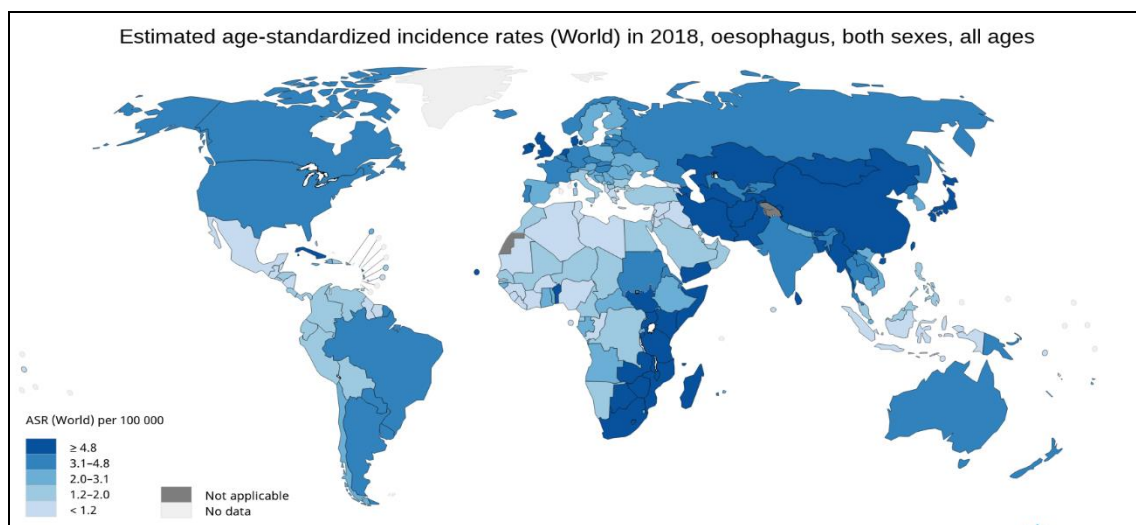 Estimated age-standardized incidence rates (World) in 2018, oesophagus, both sexes, all ages
ASR (World) per 100 000
≥ 4.8
3.1–4.8
2.0–3.1
1.2–2.0
< 1.2
Not applicable
No data